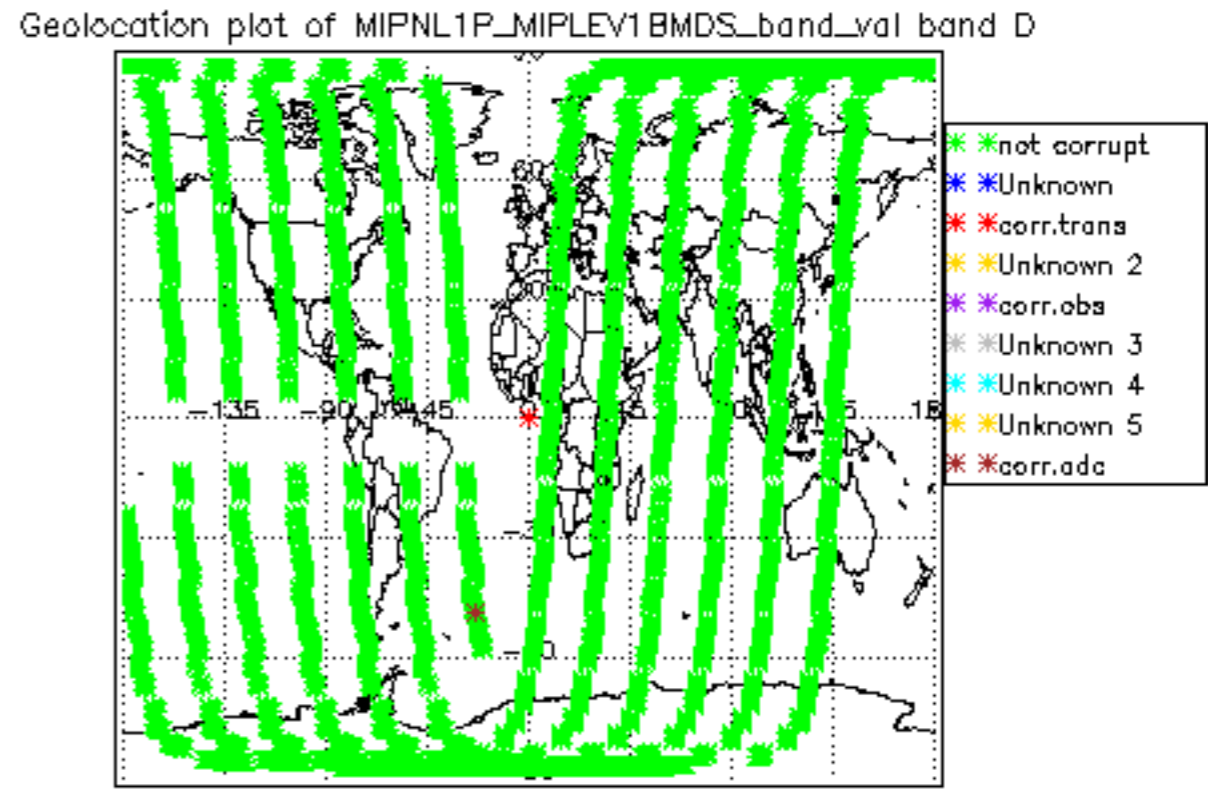 Geolocation plot of MIPNL1P_MIPLEV1BMDS_band_val band D
not corrupt
Unknown
corr.trans
Unknown 2
corr.obs
Unknown 3
Unknown 4
Unknown 5
corr.adc
60
-135 -90 -45